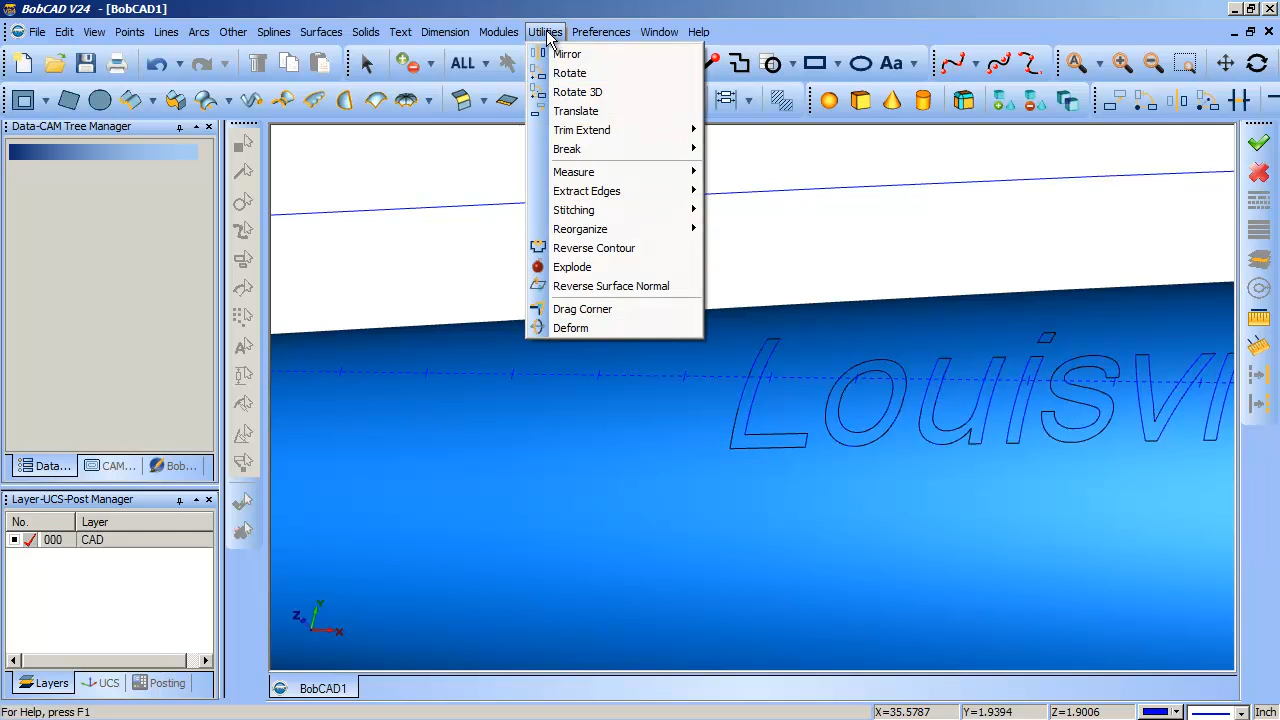 BobCAD V24 - [BobCAD1]
File Edit View Points Lines Arcs Other Splines Surfaces Solids Text Dimension Modules Utilities Preferences Window Help
ALL
Aa
Data-CAM Tree Manager
Mirror
Rotate
Rotate 3D
Translate
Trim Extend
Break
Measure
Extract Edges
Stitching
Reorganize
Reverse Contour
Explode
Reverse Surface Normal
Drag Corner
Deform
Data... CAM... Bob...
Layer-UCS-Post Manager
No. Layer
000 CAD
Layers UCS Posting
Y
Z
X
BobCAD1
For Help, press F1
X=35.5787 Y=1.9394 Z=1.9006 Inch